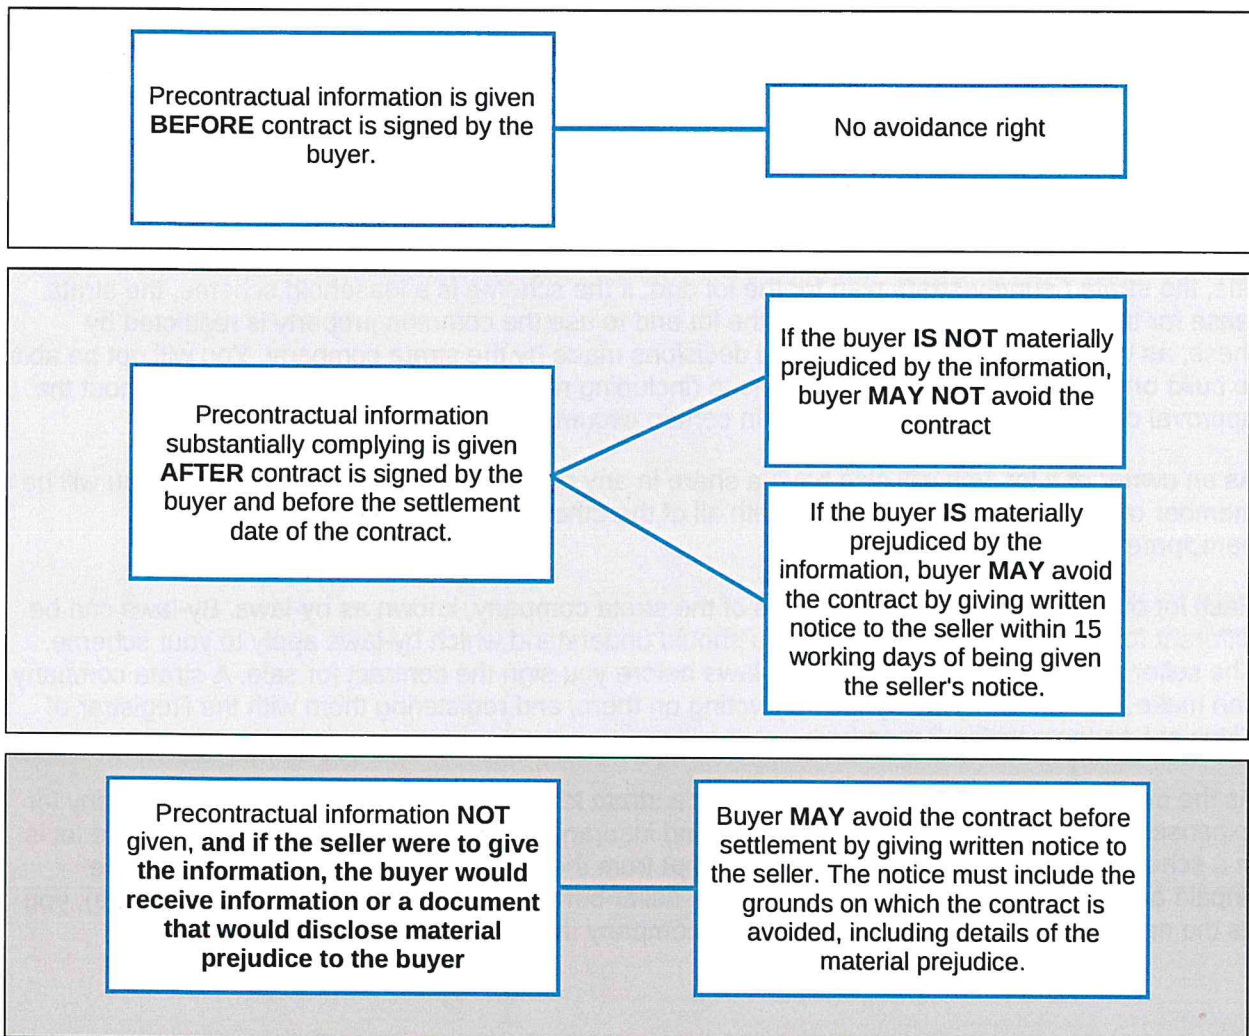 Precontractual information is given
BEFORE contract is signed by the
buyer.
No avoidance right
Precontractual information
substantially complying is given
AFTER contract is signed by the
buyer and before the settlement
date of the contract.
If the buyer IS NOT materially
prejudiced by the information,
buyer MAY NOT avoid the
contract
If the buyer IS materially
prejudiced by the
information, buyer MAY avoid
the contract by giving written
notice to the seller within 15
working days of being given
the seller's notice.
Precontractual information NOT
given, and if the seller were to give
the information, the buyer would
receive information or a document
that would disclose material
prejudice to the buyer
Buyer MAY avoid the contract before
settlement by giving written notice to
the seller. The notice must include the
grounds on which the contract is
avoided, including details of the
material prejudice.